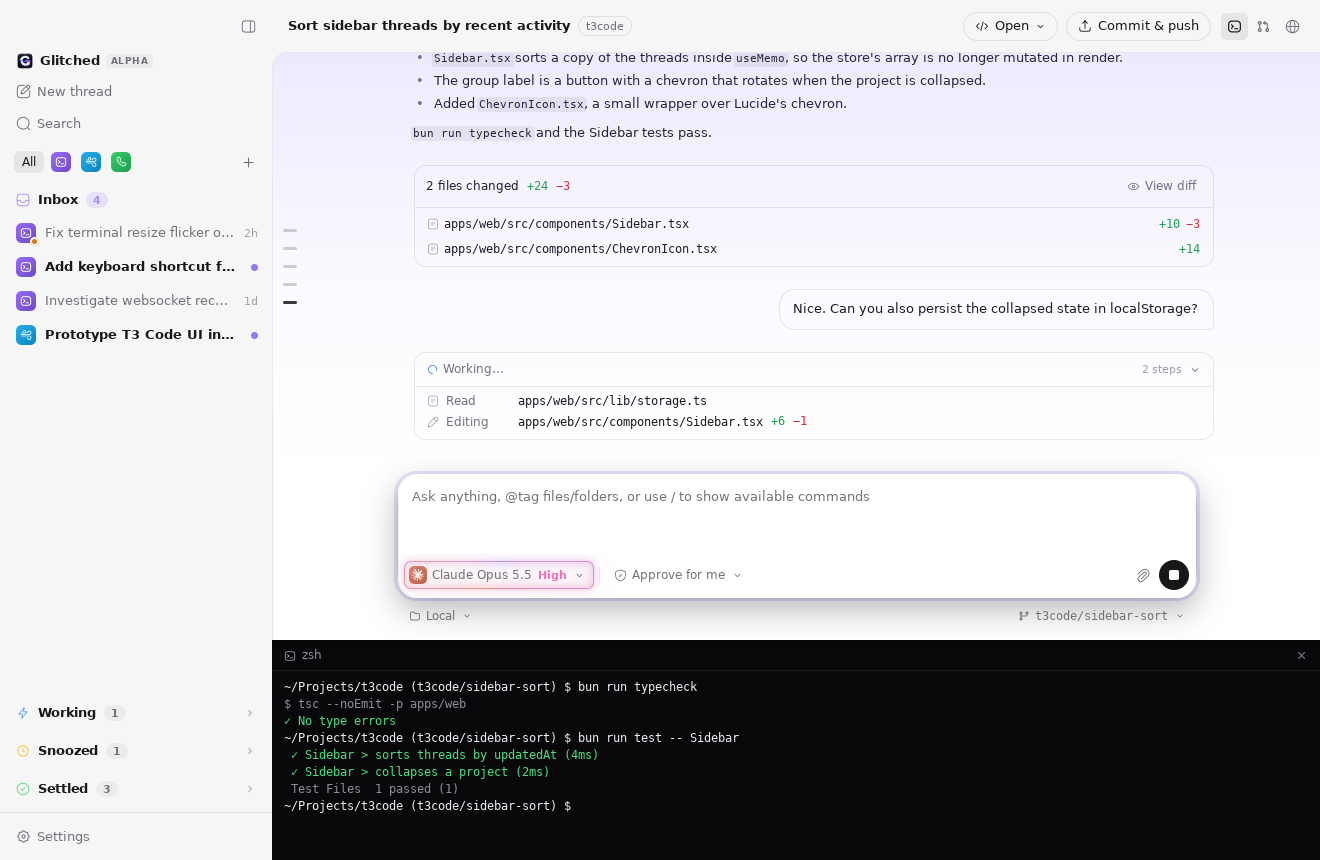 Sort sidebar threads by recent activity t3code Open Commit & push
Glitched ALPHA
New thread
Search
All
Inbox 4
Fix terminal resize flicker o... 2h
Add keyboard shortcut f...
Investigate websocket rec... 1d
Prototype T3 Code UI in...
Working 1
Snoozed 1
Settled 3
Settings
Sidebar.tsx sorts a copy of the threads inside useMemo, so the store's array is no longer mutated in render.
The group label is a button with a chevron that rotates when the project is collapsed.
Added ChevronIcon.tsx, a small wrapper over Lucide's chevron.
bun run typecheck and the Sidebar tests pass.
2 files changed +24 −3 View diff
apps/web/src/components/Sidebar.tsx +10 −3
apps/web/src/components/ChevronIcon.tsx +14
Nice. Can you also persist the collapsed state in localStorage?
Working... 2 steps
Read apps/web/src/lib/storage.ts
Editing apps/web/src/components/Sidebar.tsx +6 −1
Ask anything, @tag files/folders, or use / to show available commands
Claude Opus 5.5 High Approve for me
Local t3code/sidebar-sort
zsh
~/Projects/t3code (t3code/sidebar-sort) $ bun run typecheck
$ tsc --noEmit -p apps/web
✓ No type errors
~/Projects/t3code (t3code/sidebar-sort) $ bun run test -- Sidebar
✓ Sidebar > sorts threads by updatedAt (4ms)
✓ Sidebar > collapses a project (2ms)
Test Files 1 passed (1)
~/Projects/t3code (t3code/sidebar-sort) $